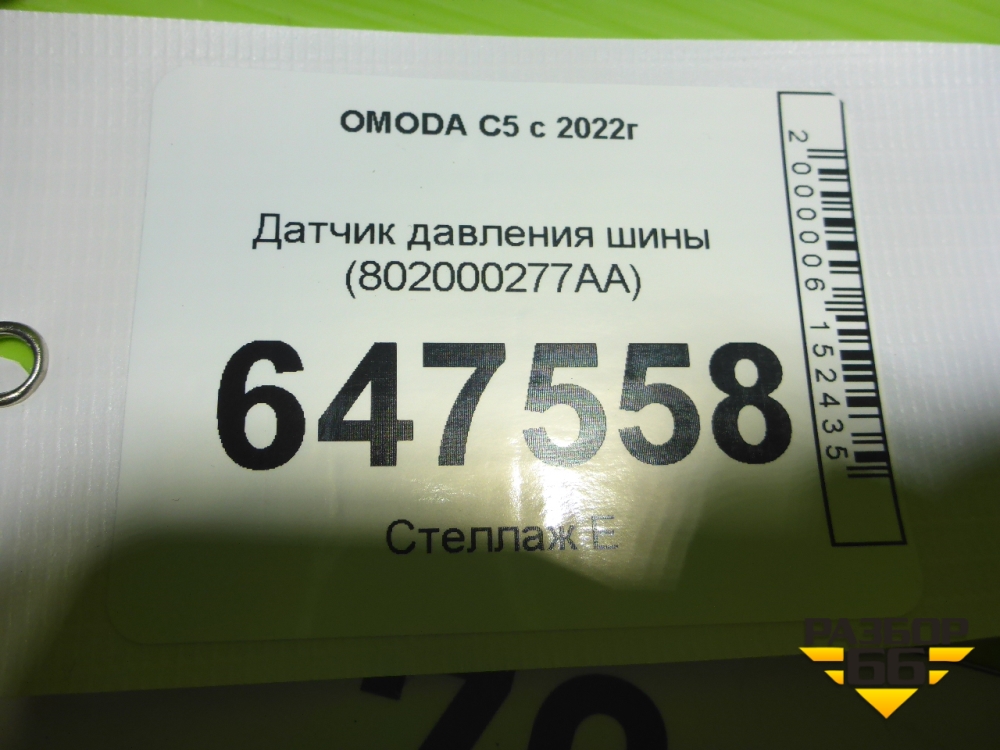 OMODA C5 с 2022г
Датчик давления шины
(802000277AA)
647558
Стеллаж Е
2000006152435
РАЗБОР
66